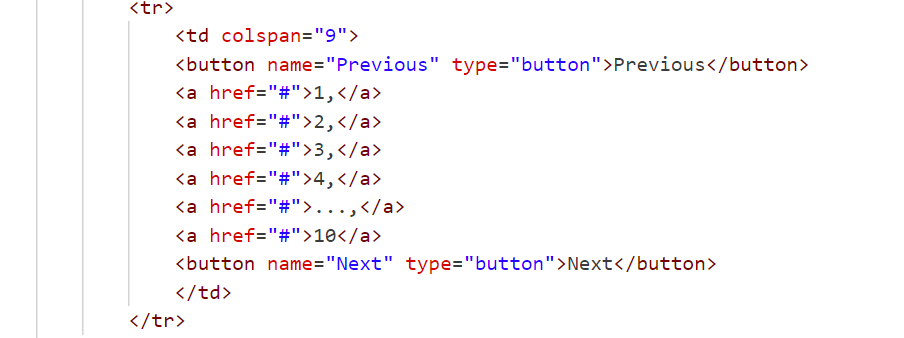 <tr>
<td colspan="9">
<button name="Previous" type="button">Previous</button>
<a href="#">1,</a>
<a href="#">2,</a>
<a href="#">3,</a>
<a href="#">4,</a>
<a href="#">...,</a>
<a href="#">10</a>
<button name="Next" type="button">Next</button>
</td>
</tr>